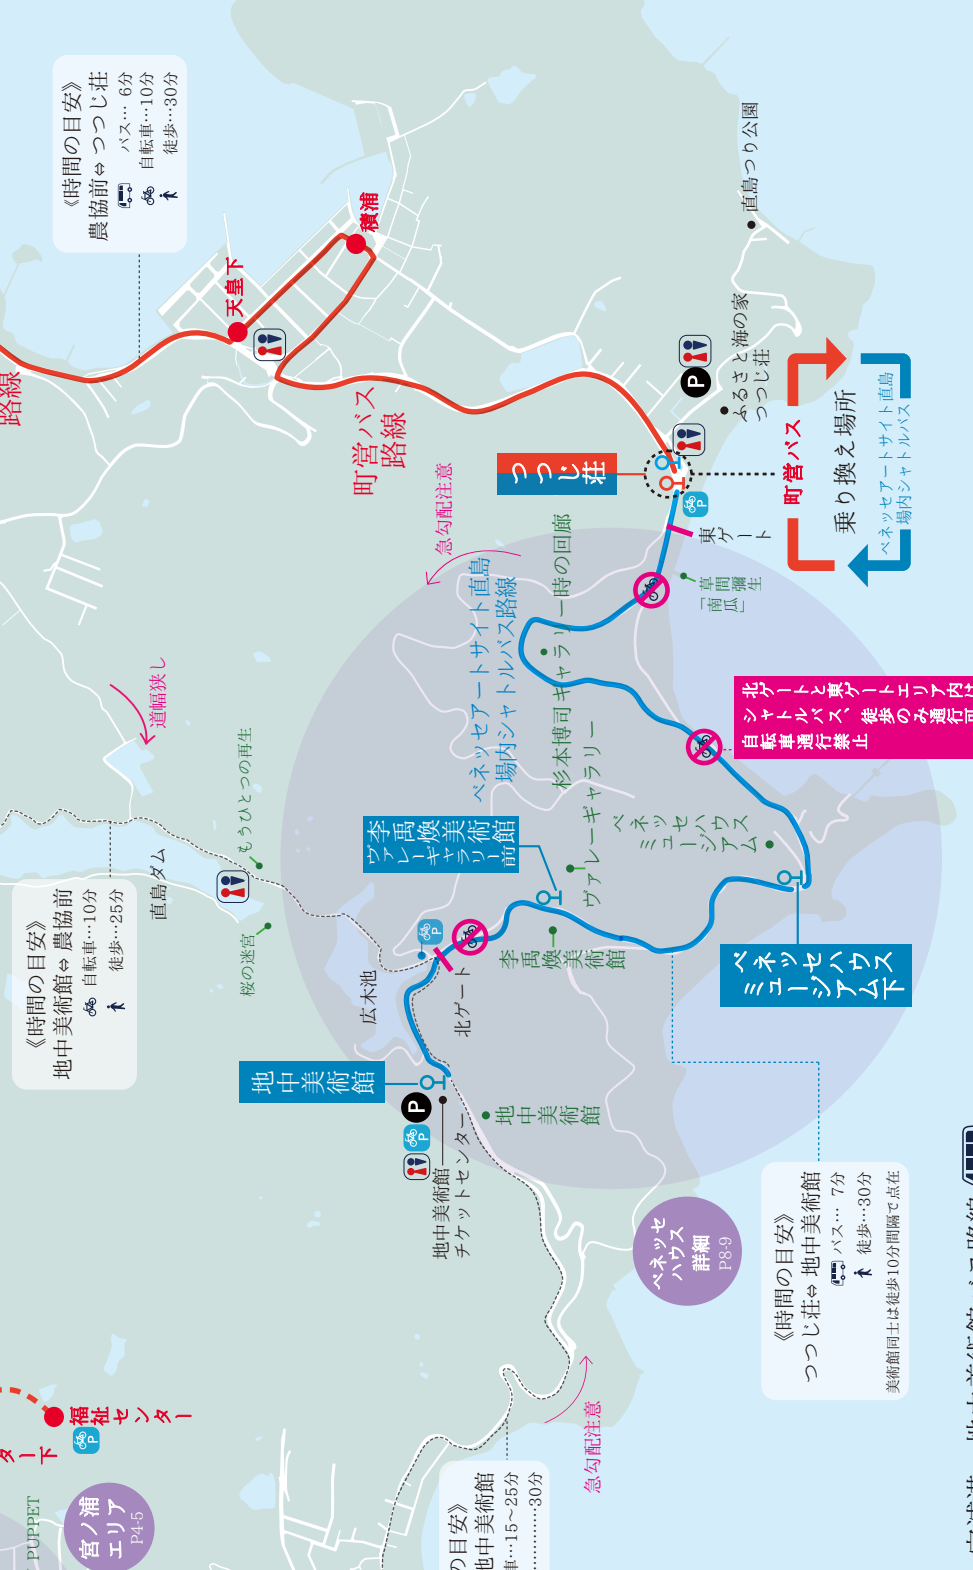 《時間の目安》
農協前⇔つつじ荘
バス… 6分
自転車…10分
徒歩…30分
積浦
天皇下
路線
町営バス
路線
直島つり公園
ふるさと海の家
つつじ荘
P
つつじ荘
P
東ゲート
町営バス
乗り換え場所
ベネッセアートサイト直島
場内シャトルバス
急勾配注意
草間彌生
「南瓜」
ベネッセアートサイト直島
場内シャトルバス路線
杉本博司ギャラリー時の回廊
北ゲートと東ゲートエリア内は
シャトルバス、徒歩のみ通行可
自転車通行禁止
道幅狭し
もうひとつの再生
直島ダム
桜の迷宮
《時間の目安》
地中美術館⇔農協前
自転車…10分
徒歩…25分
李禹煥美術館前
ヴァレーギャラリー
ヴァレーギャラリー
ベネッセハウス
ミュージアム
李禹煥美術館
P
広木池
北ゲート
ベネッセハウス
ミュージアム下
地中美術館
P
P
地中美術館
地中美術館
チケットセンター
ベネッセ
ハウス
詳細
P8-9
《時間の目安》
つつじ荘⇔地中美術館
バス… 7分
徒歩…30分
美術館同士は徒歩10分間隔で点在
急勾配注意
福祉センター
P
PUPPET
宮ノ浦
エリア
P4-5
の目安》
地中美術館
車…15~25分
…30分